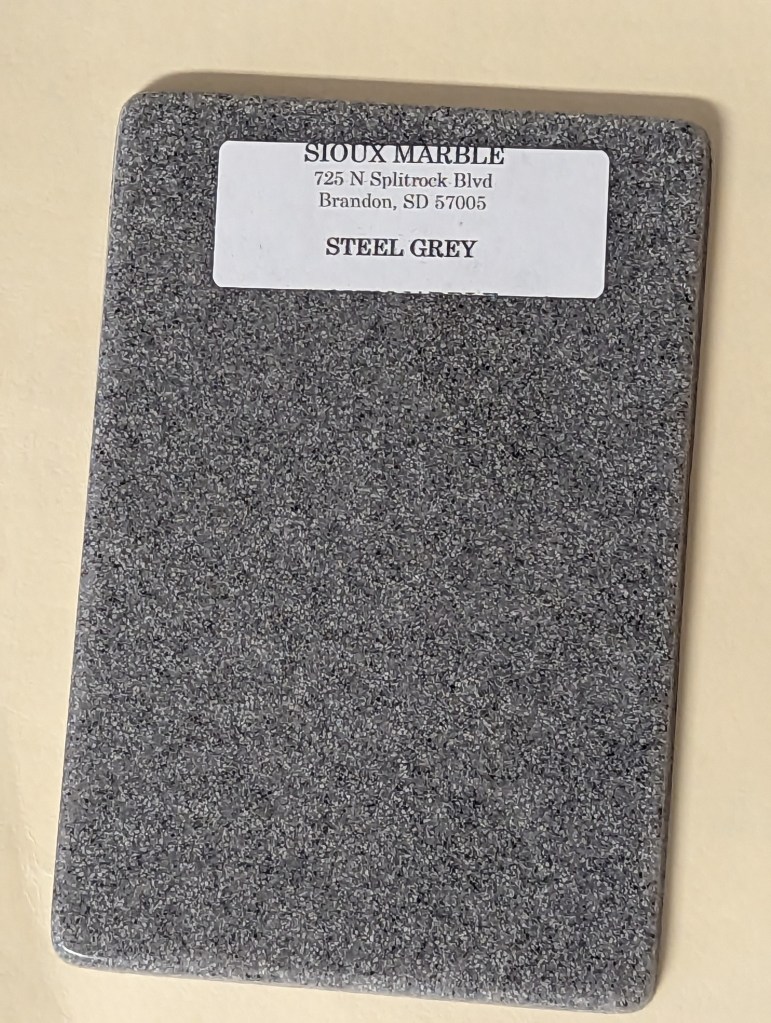 SIOUX MARBLE
725 N Splitrock Blvd
Brandon, SD 57005
STEEL GREY